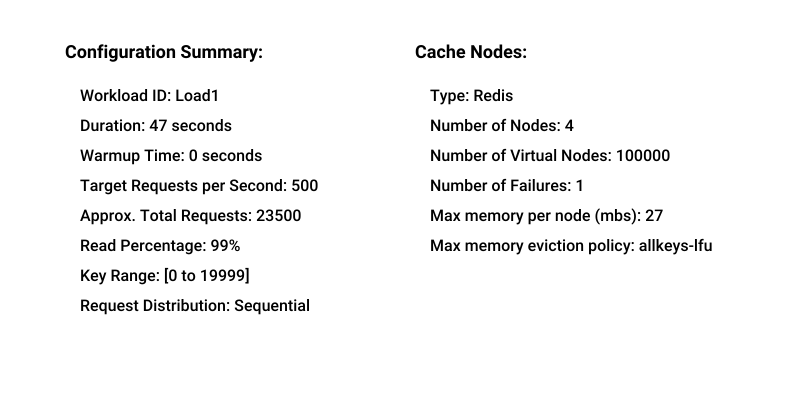 Configuration Summary:
Workload ID: Load1
Duration: 47 seconds
Warmup Time: 0 seconds
Target Requests per Second: 500
Approx. Total Requests: 23500
Read Percentage: 99%
Key Range: [0 to 19999]
Request Distribution: Sequential
Cache Nodes:
Type: Redis
Number of Nodes: 4
Number of Virtual Nodes: 100000
Number of Failures: 1
Max memory per node (mbs): 27
Max memory eviction policy: allkeys-lfu